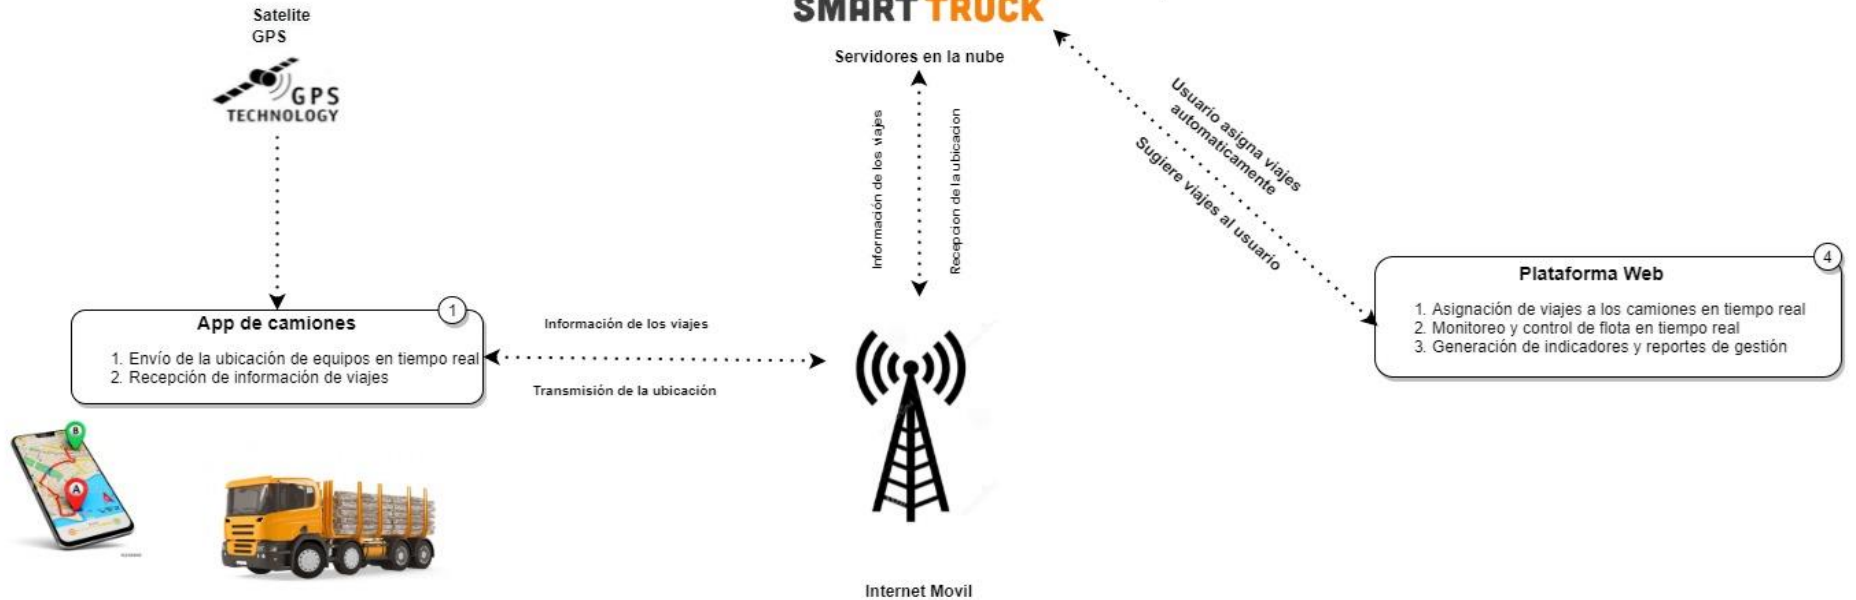 Satelite
GPS
GPS
TECHNOLOGY
SMART TRUCK
Servidores en la nube
Información de los viajes
Recepcion de la ubicacion
Usuario asigna viajes
automaticamente
Sugiere viajes al usuario
4
Plataforma Web
1. Asignación de viajes a los camiones en tiempo real
2. Monitoreo y control de flota en tiempo real
3. Generación de indicadores y reportes de gestión
1
App de camiones
1. Envío de la ubicación de equipos en tiempo real
2. Recepción de información de viajes
Información de los viajes
Transmisión de la ubicación
B
A
Internet Movil